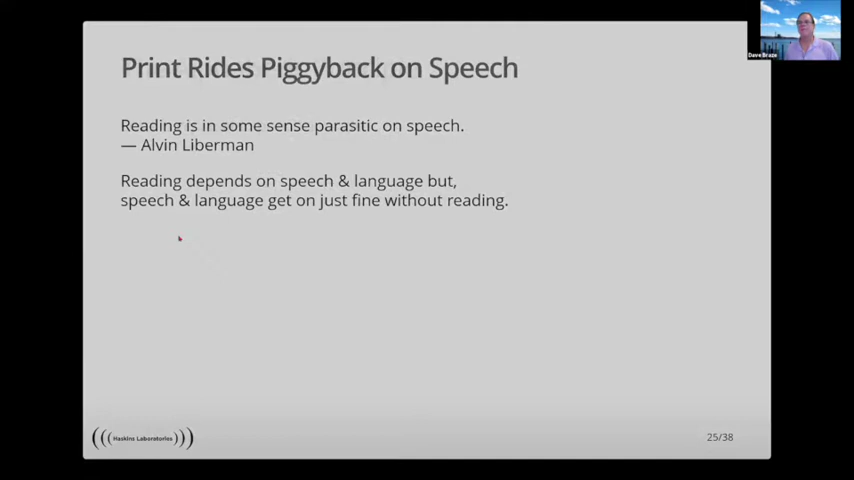 Print Rides Piggyback on Speech
Reading is in some sense parasitic on speech.
— Alvin Liberman
Reading depends on speech & language but,
speech & language get on just fine without reading.
Haskins Laboratories
25/38
Dave Braze